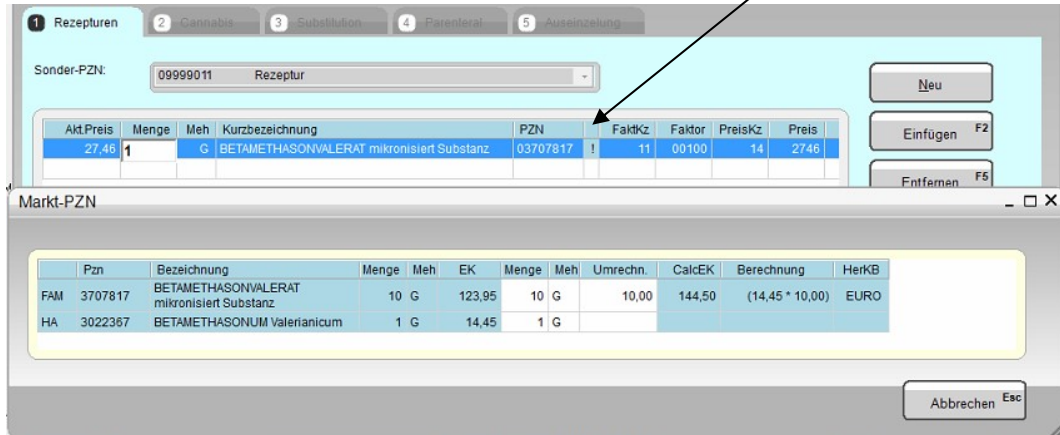 1 Rezepturen 2 Cannabis 3 Substitution 4 Parenteral 5 Auseinzelung
Sonder-PZN: 09999011 Rezeptur
Neu
Akt.Preis Menge Meh Kurzbezeichnung PZN FaktKz Faktor PreisKz Preis
Einfügen F2
27,46 1 G BETAMETHASONVALERAT mikronisiert Substanz 03707817 ! 11 00100 14 2746
Entfernen F5
Markt-PZN
Pzn Bezeichnung Menge Meh EK Menge Meh Umrechn. CalcEK Berechnung HerKB
FAM 3707817 BETAMETHASONVALERAT mikronisiert Substanz 10 G 123,95 10 G 10,00 144,50 (14,45 * 10,00) EURO
HA 3022367 BETAMETHASONUM Valerianicum 1 G 14,45 1 G
Abbrechen Esc